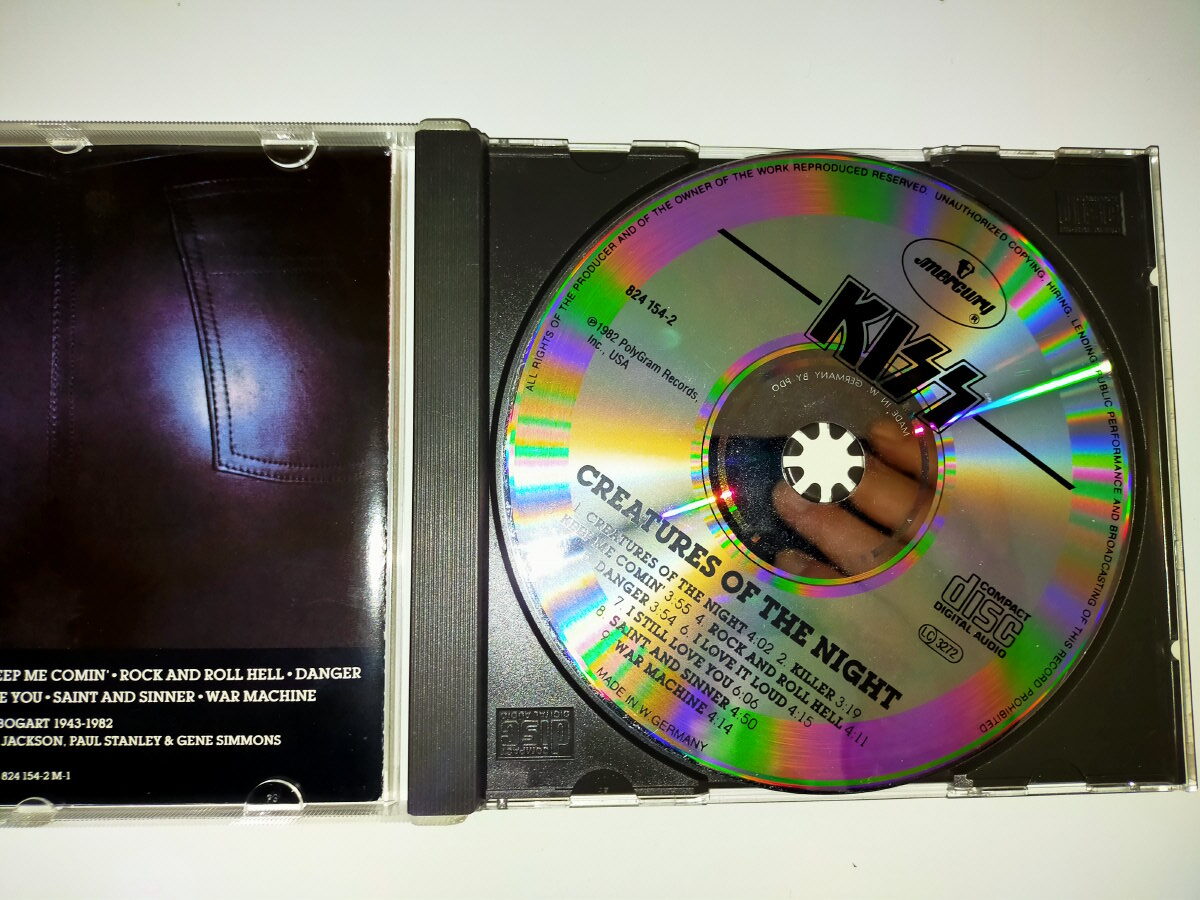 EEP ME COMIN' • ROCK AND ROLL HELL • DANGER
E YOU • SAINT AND SINNER • WAR MACHINE
BOGART 1943-1982
JACKSON, PAUL STANLEY & GENE SIMMONS
824 154-2 M-1
93
ALL RIGHTS OF THE PRODUCER AND OF THE OWNER OF THE WORK REPRODUCED RESERVED. UNAUTHORIZED COPYING, HIRING, LENDING, PUBLIC PERFORMANCE AND BROADCASTING OF THIS RECORD PROHIBITED
mercury
®
KISS
824 154-2
℗1982 PolyGram Records,
Inc., USA
MADE IN W. GERMANY BY PDO
CREATURES OF THE NIGHT
1. CREATURES OF THE NIGHT 4:02 2. KILLER 3:19
KEEP ME COMIN' 3:55 4. ROCK AND ROLL HELL 4:11
DANGER 3:54 6. I LOVE IT LOUD 4:15
7. I STILL LOVE YOU 6:06
8. SAINT AND SINNER 4:50
9. WAR MACHINE 4:14
COMPACT
disc
DIGITAL AUDIO
LC 3272
MADE IN W. GERMANY
COMPACT
disc
DIGITAL AUDIO